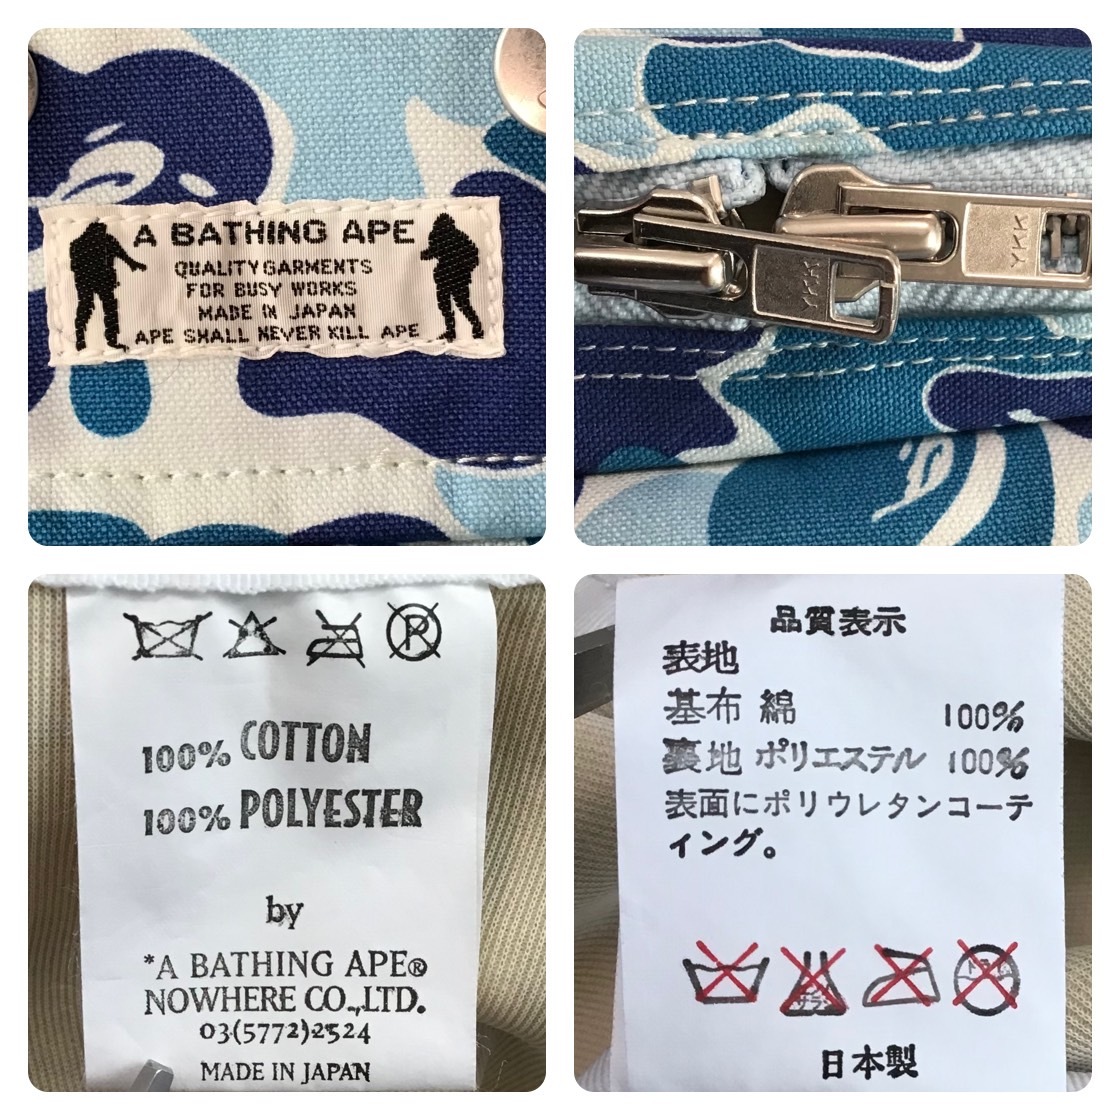 A BATHING APE
QUALITY GARMENTS
FOR BUSY WORKS
MADE IN JAPAN
APE SHALL NEVER KILL APE
YKK
YKK
P
100% COTTON
100% POLYESTER
by
*A BATHING APE®
NOWHERE CO.,LTD.
03(5772)2524
MADE IN JAPAN
品質表示
表地
基布 綿 100%
裏地 ポリエステル 100%
表面にポリウレタンコーテ
ィング。
日本製